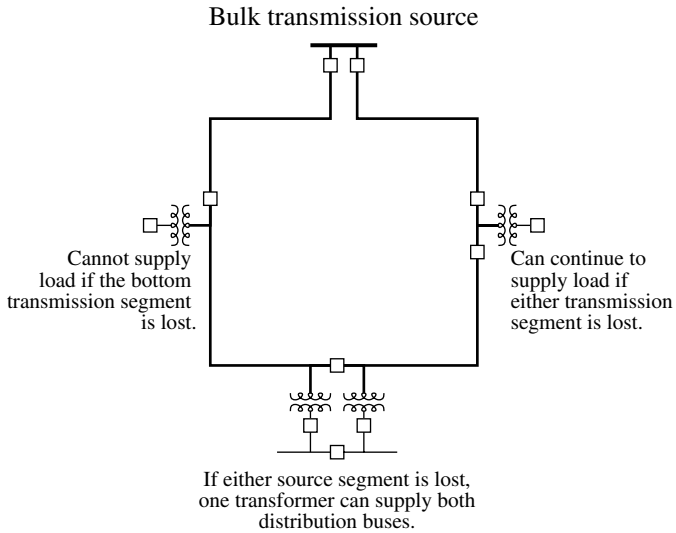 Bulk transmission source
Cannot supply
load if the bottom
transmission segment
is lost.
Can continue to
supply load if
either transmission
segment is lost.
If either source segment is lost,
one transformer can supply both
distribution buses.